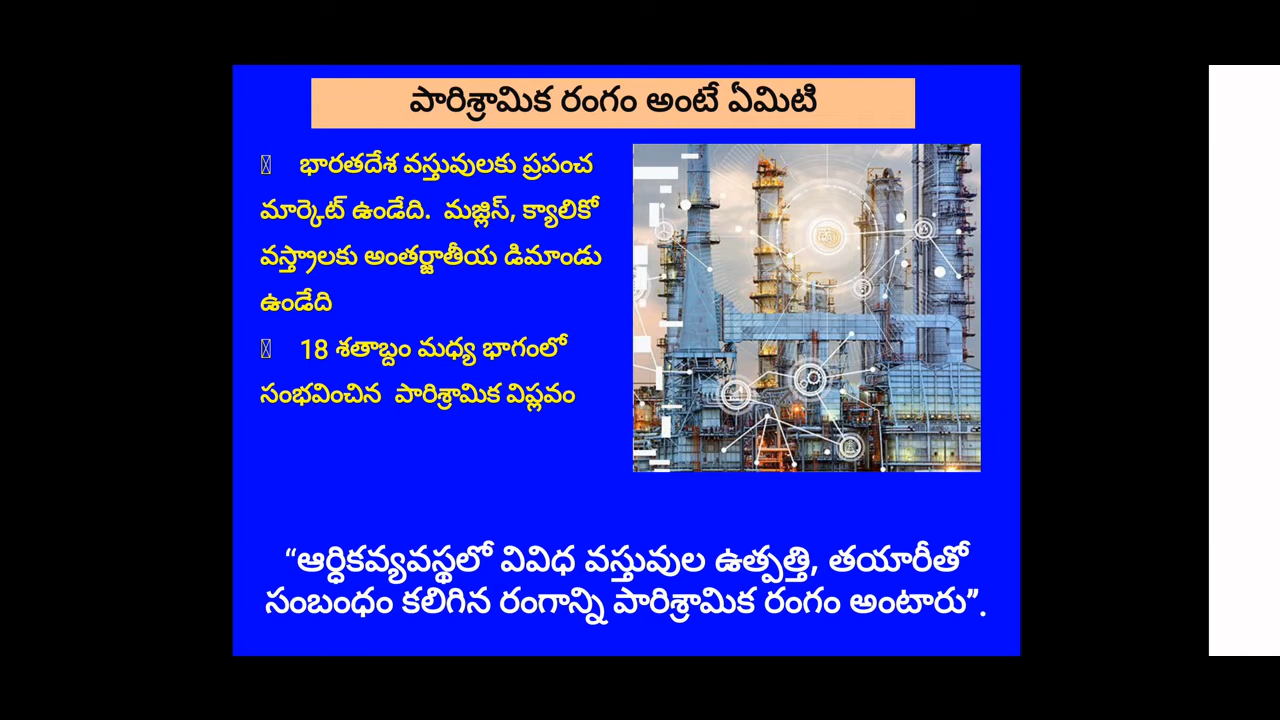 పారిశ్రామిక రంగం అంటే ఏమిటి
భారతదేశ వస్తువులకు ప్రపంచ
మార్కెట్ ఉండేది. మజ్లిస్, క్యాలికో
వస్త్రాలకు అంతర్జాతీయ డిమాండు
ఉండేది
18 శతాబ్దం మధ్య భాగంలో
సంభవించిన పారిశ్రామిక విప్లవం
“ఆర్ధికవ్యవస్థలో వివిధ వస్తువుల ఉత్పత్తి, తయారీతో
సంబంధం కలిగిన రంగాన్ని పారిశ్రామిక రంగం అంటారు”.